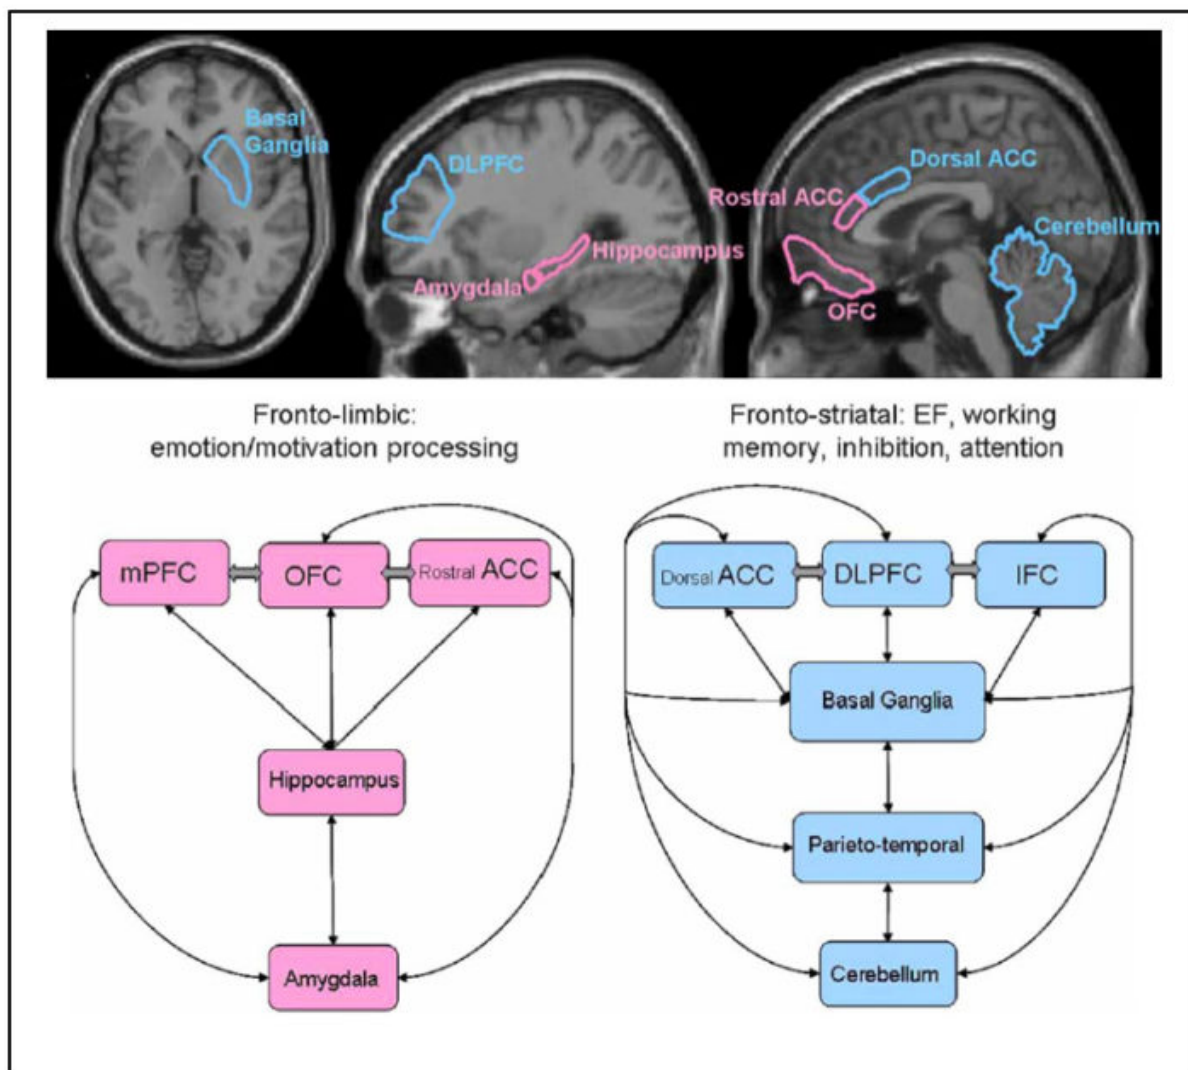 Basal
Ganglia
DLPFC
Hippocampus
Amygdala
Dorsal ACC
Rostral ACC
Cerebellum
OFC
Fronto-limbic:
emotion/motivation processing
Fronto-striatal: EF, working
memory, inhibition, attention
mPFC
OFC
Rostral ACC
Hippocampus
Amygdala
Dorsal ACC
DLPFC
IFC
Basal Ganglia
Parieto-temporal
Cerebellum